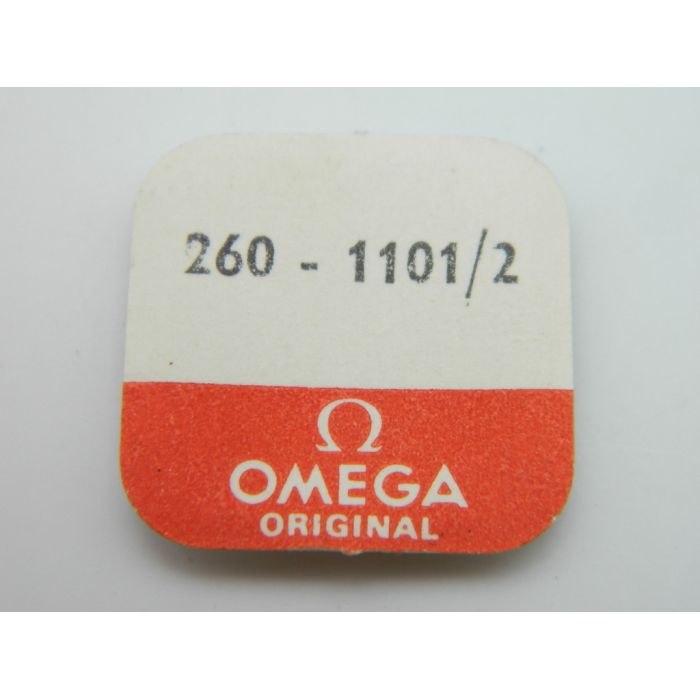 260 - 1101/2
Ω
OMEGA
ORIGINAL